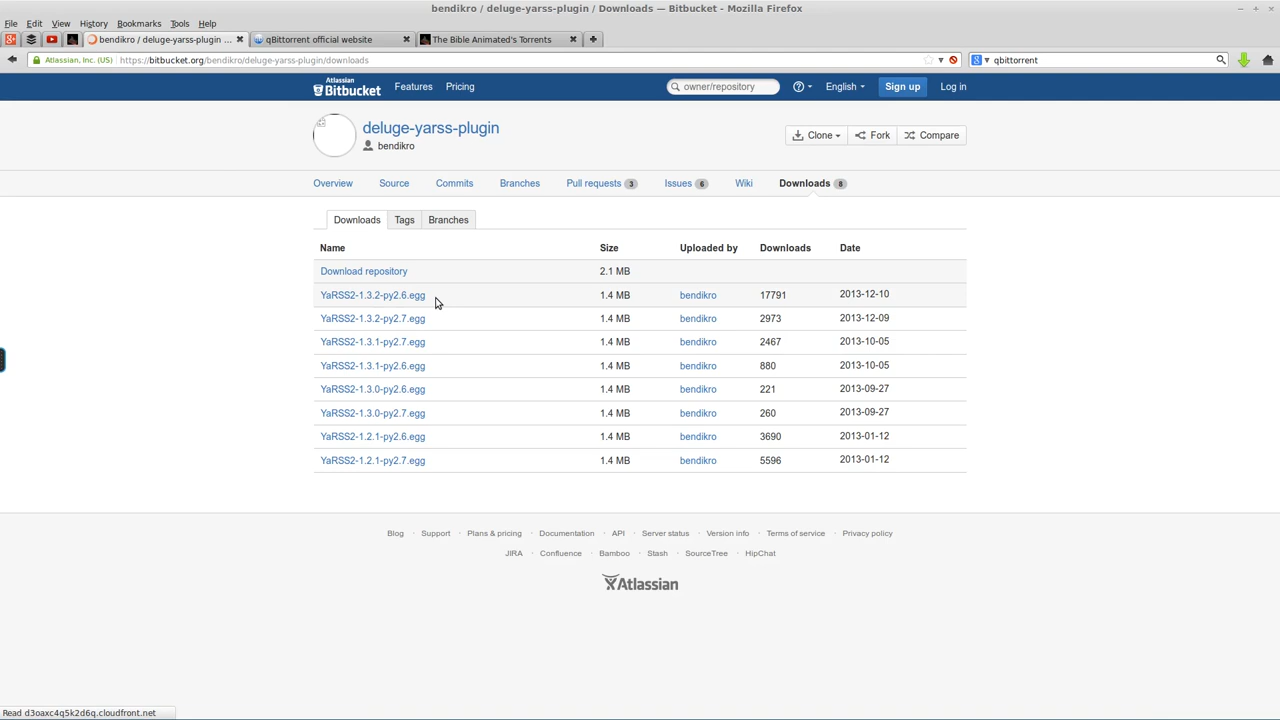 bendikro / deluge-yarss-plugin / Downloads — Bitbucket - Mozilla Firefox
File Edit View History Bookmarks Tools Help
bendikro / deluge-yarss-plugin ... qBittorrent official website The Bible Animated's Torrents
Atlassian, Inc. (US) https://bitbucket.org/bendikro/deluge-yarss-plugin/downloads qbittorrent
Atlassian Bitbucket Features Pricing owner/repository English Sign up Log in
deluge-yarss-plugin
bendikro
Clone Fork Compare
Overview Source Commits Branches Pull requests 3 Issues 6 Wiki Downloads 8
Downloads Tags Branches
Name Size Uploaded by Downloads Date
Download repository 2.1 MB
YaRSS2-1.3.2-py2.6.egg 1.4 MB bendikro 17791 2013-12-10
YaRSS2-1.3.2-py2.7.egg 1.4 MB bendikro 2973 2013-12-09
YaRSS2-1.3.1-py2.7.egg 1.4 MB bendikro 2467 2013-10-05
YaRSS2-1.3.1-py2.6.egg 1.4 MB bendikro 880 2013-10-05
YaRSS2-1.3.0-py2.6.egg 1.4 MB bendikro 221 2013-09-27
YaRSS2-1.3.0-py2.7.egg 1.4 MB bendikro 260 2013-09-27
YaRSS2-1.2.1-py2.6.egg 1.4 MB bendikro 3690 2013-01-12
YaRSS2-1.2.1-py2.7.egg 1.4 MB bendikro 5596 2013-01-12
Blog · Support · Plans & pricing · Documentation · API · Server status · Version info · Terms of service · Privacy policy
JIRA · Confluence · Bamboo · Stash · SourceTree · HipChat
Atlassian
Read d3oaxc4q5k2d6q.cloudfront.net